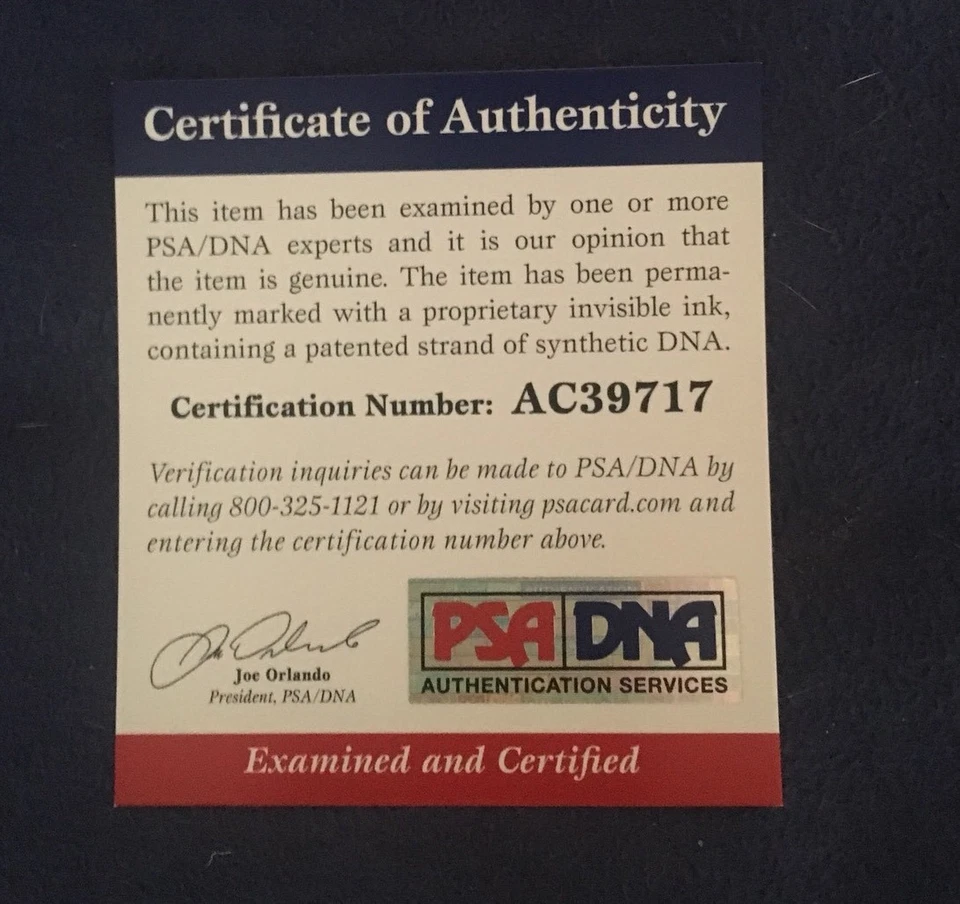 Certificate of Authenticity
This item has been examined by one or more
PSA/DNA experts and it is our opinion that
the item is genuine. The item has been perma-
nently marked with a proprietary invisible ink,
containing a patented strand of synthetic DNA.
Certification Number: AC39717
Verification inquiries can be made to PSA/DNA by
calling 800-325-1121 or by visiting psacard.com and
entering the certification number above.
Joe Orlando
President, PSA/DNA
PSA DNA
AUTHENTICATION SERVICES
Examined and Certified